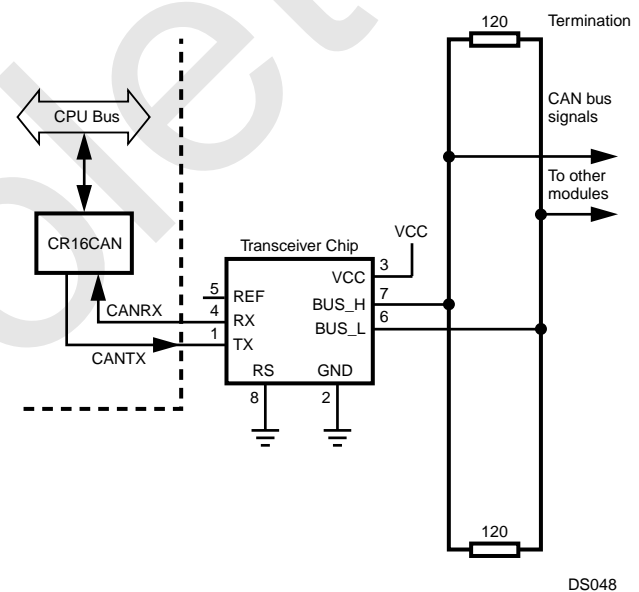 120
Termination
CPU Bus
CAN bus
signals
To other
modules
CR16CAN
Transceiver Chip
VCC
VCC
3
5
REF
BUS_H
7
CANRX
4
RX
BUS_L
6
1
TX
CANTX
RS
GND
8
2
120
DS048